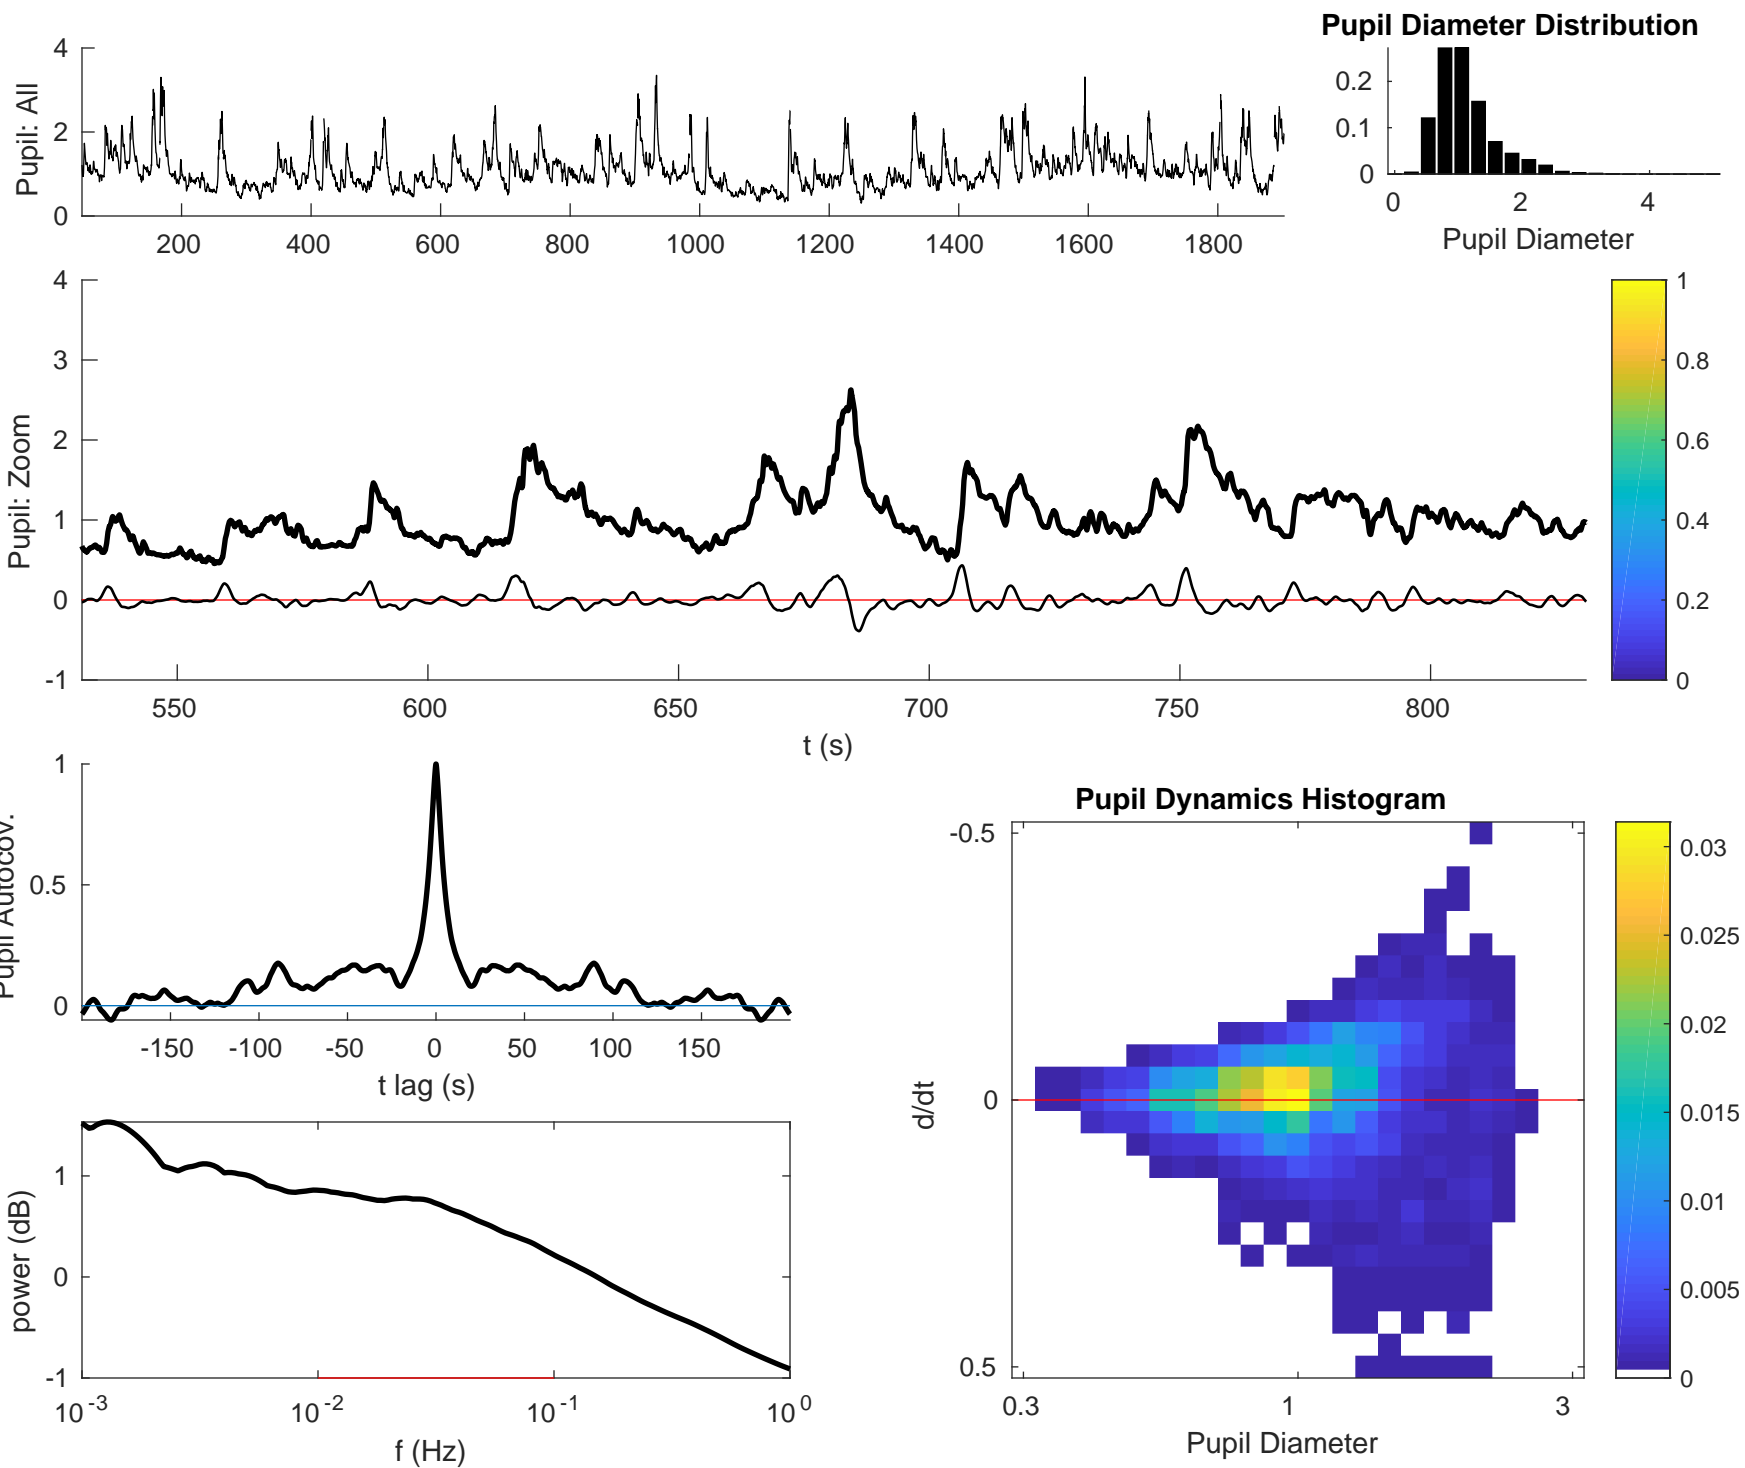 Pupil Diameter Distribution
Pupil: All
4
2
0
200 400 600 800 1000 1200 1400 1600 1800
0.2
0.1
0
0 2 4
Pupil Diameter
Pupil: Zoom
4
3
2
1
0
-1
550 600 650 700 750 800
t (s)
1
0.8
0.6
0.4
0.2
0
Pupil Autocov.
1
0.5
0
-150 -100 -50 0 50 100 150
t lag (s)
power (dB)
1
0
-1
10-3 10-2 10-1 100
f (Hz)
Pupil Dynamics Histogram
d/dt
-0.5
0
0.5
0.3 1 3
Pupil Diameter
0.03
0.025
0.02
0.015
0.01
0.005
0